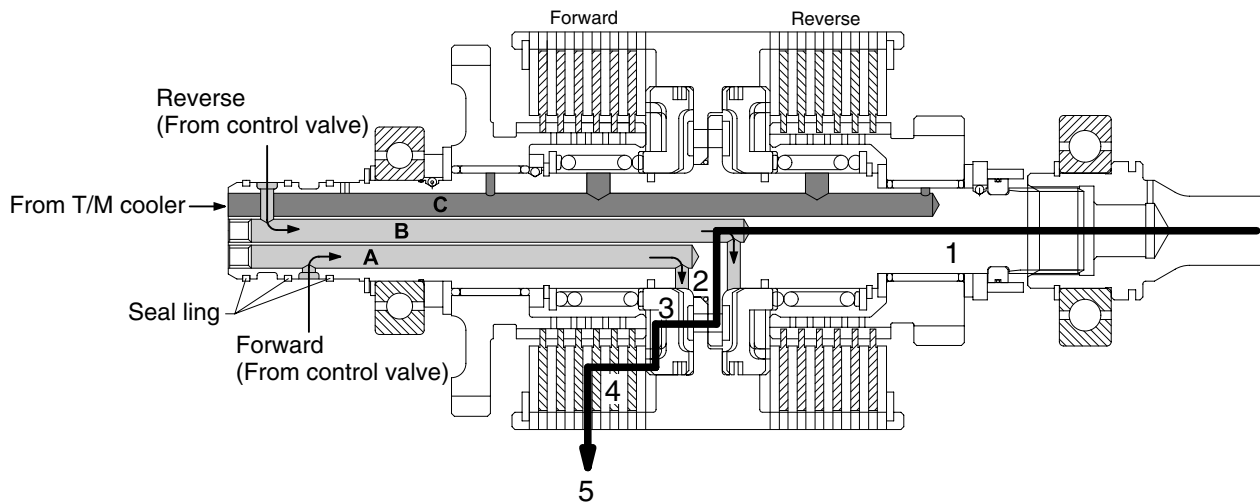 Forward
Reverse
Reverse
(From control valve)
From T/M cooler
C
B
A
1
2
3
Seal ling
Forward
(From control valve)
4
5